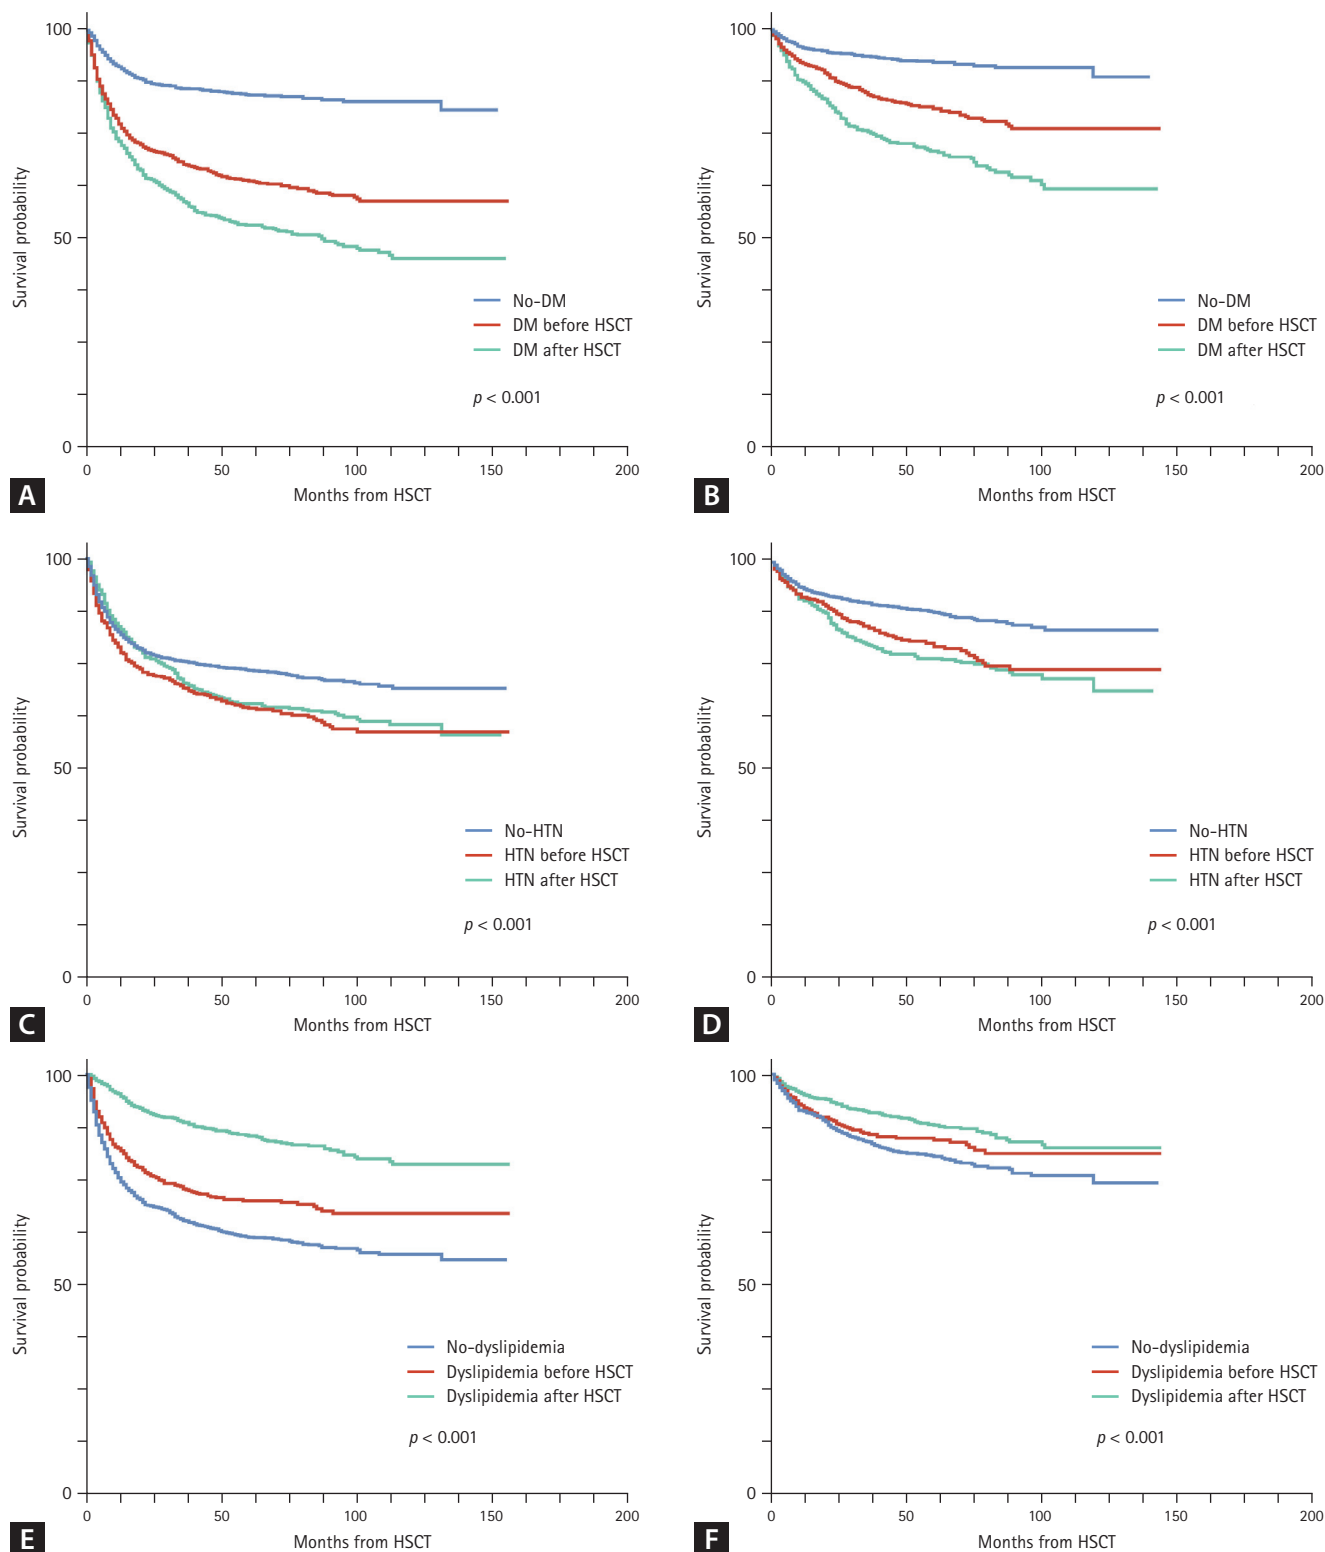 100
50
0
Survival probability
No-DM
DM before HSCT
DM after HSCT
p < 0.001
0 50 100 150 200
Months from HSCT
A
100
50
0
Survival probability
No-DM
DM before HSCT
DM after HSCT
p < 0.001
0 50 100 150 200
Months from HSCT
B
100
50
0
Survival probability
No-HTN
HTN before HSCT
HTN after HSCT
p < 0.001
0 50 100 150 200
Months from HSCT
C
100
50
0
Survival probability
No-HTN
HTN before HSCT
HTN after HSCT
p < 0.001
0 50 100 150 200
Months from HSCT
D
100
50
0
Survival probability
No-dyslipidemia
Dyslipidemia before HSCT
Dyslipidemia after HSCT
p < 0.001
0 50 100 150 200
Months from HSCT
E
100
50
0
Survival probability
No-dyslipidemia
Dyslipidemia before HSCT
Dyslipidemia after HSCT
p < 0.001
0 50 100 150 200
Months from HSCT
F